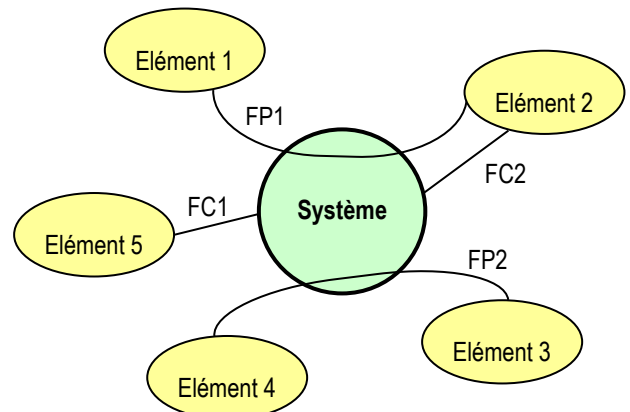 Elément 1
Elément 2
FP1
FC2
FC1
Système
Elément 5
FP2
Elément 3
Elément 4